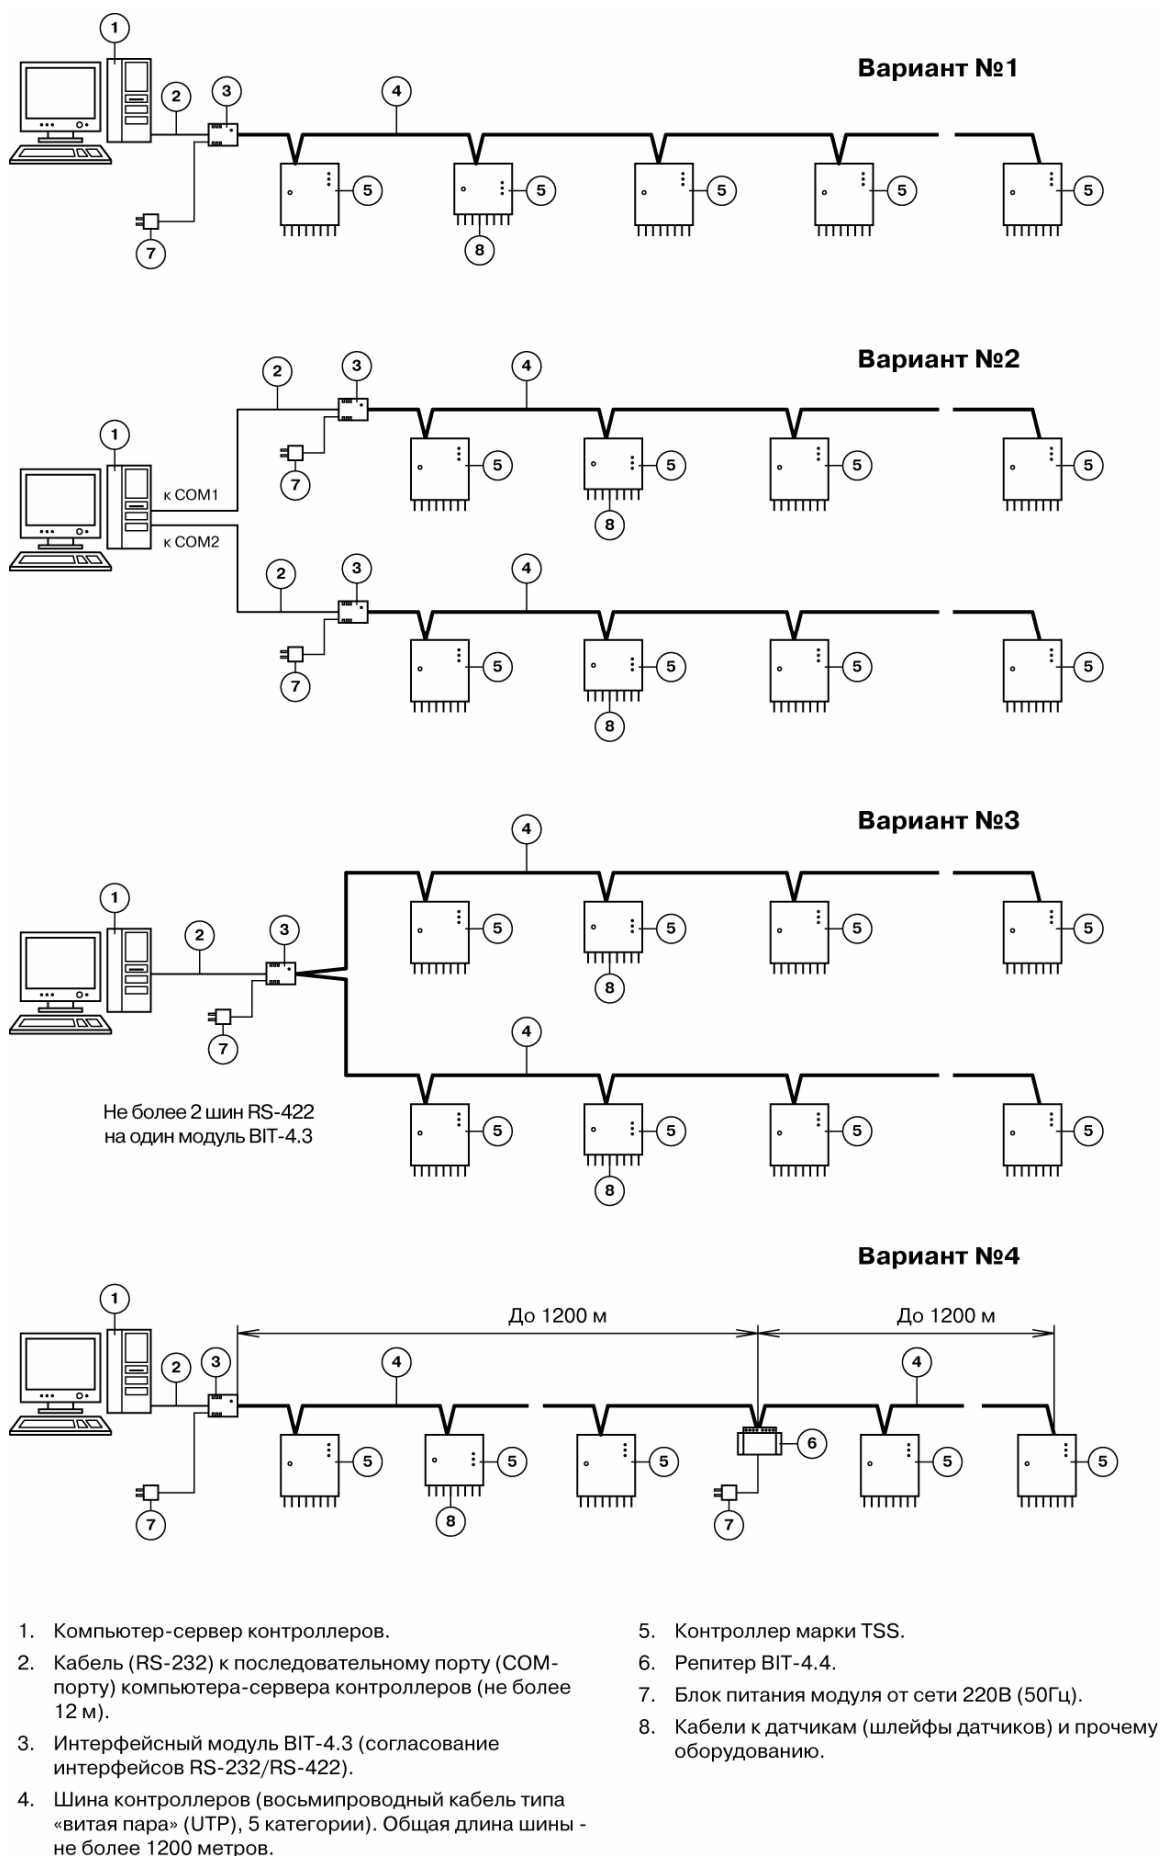 Вариант №1
1
2
3
4
5
5
5
5
5
7
8
Вариант №2
1
2
3
4
к COM1
к COM2
5
5
5
5
7
8
2
3
4
5
5
5
5
7
8
Вариант №3
1
2
3
4
5
5
5
5
8
7
4
Не более 2 шин RS-422
на один модуль BIT-4.3
5
5
5
5
8
Вариант №4
До 1200 м
До 1200 м
1
2
3
4
4
5
5
5
6
5
5
7
8
7
1. Компьютер-сервер контроллеров.
2. Кабель (RS-232) к последовательному порту (COM-
порту) компьютера-сервера контроллеров (не более
12 м).
3. Интерфейсный модуль BIT-4.3 (согласование
интерфейсов RS-232/RS-422).
4. Шина контроллеров (восьмипроводный кабель типа
«витая пара» (UTP), 5 категории). Общая длина шины -
не более 1200 метров.
5. Контроллер марки TSS.
6. Репитер BIT-4.4.
7. Блок питания модуля от сети 220В (50Гц).
8. Кабели к датчикам (шлейфы датчиков) и прочему
оборудованию.